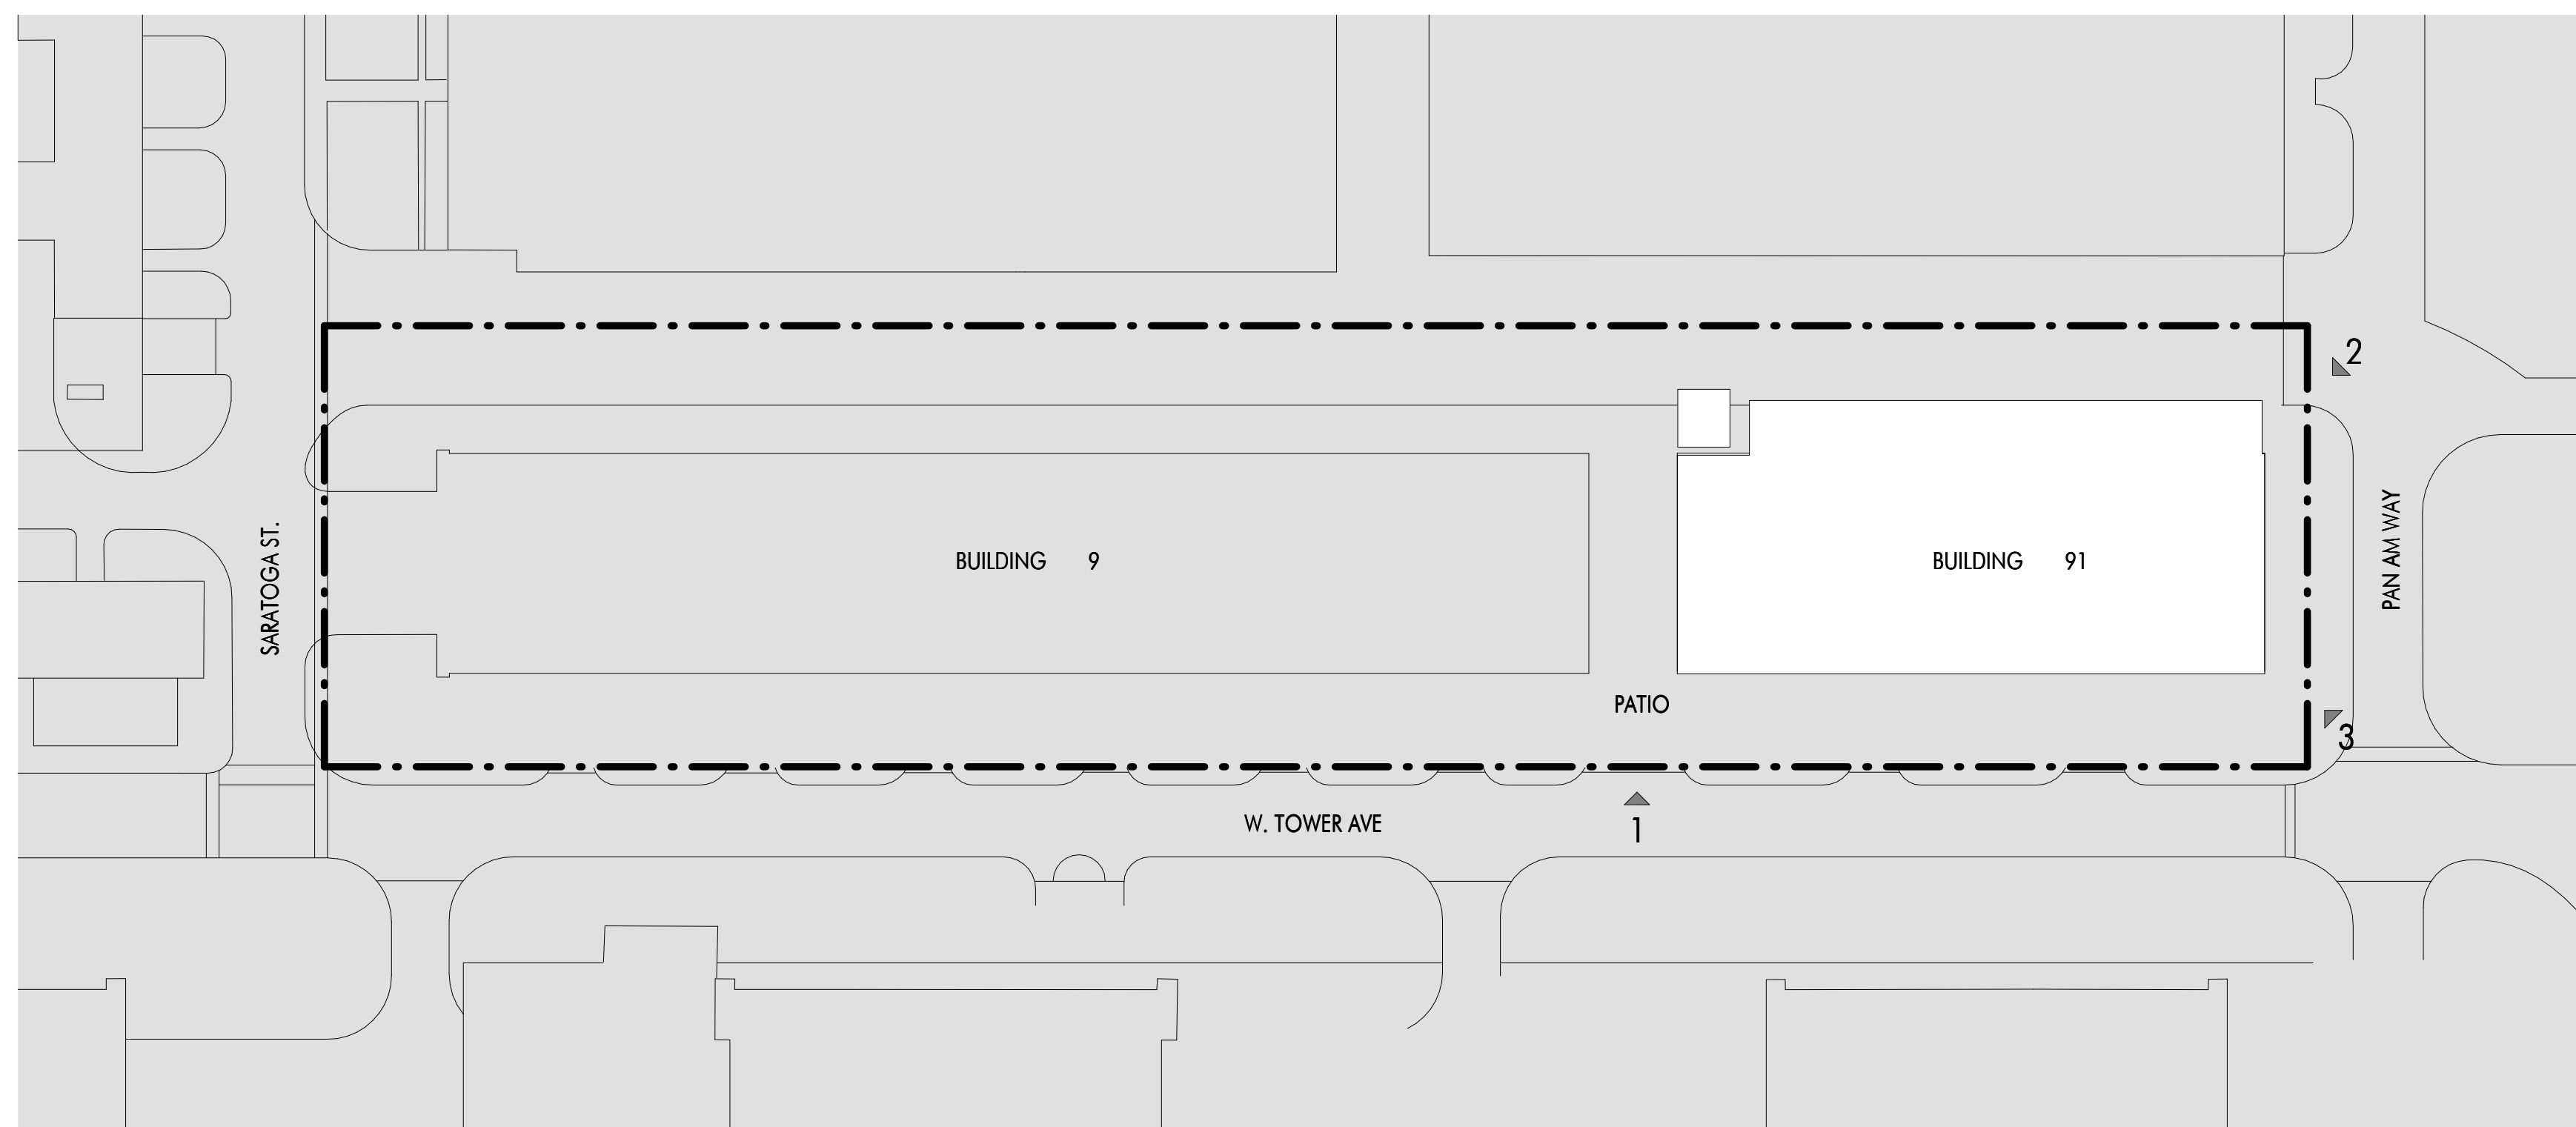 2
SARATOGA ST.
BUILDING 9
BUILDING 91
PAN AM WAY
PATIO
3
W. TOWER AVE
1